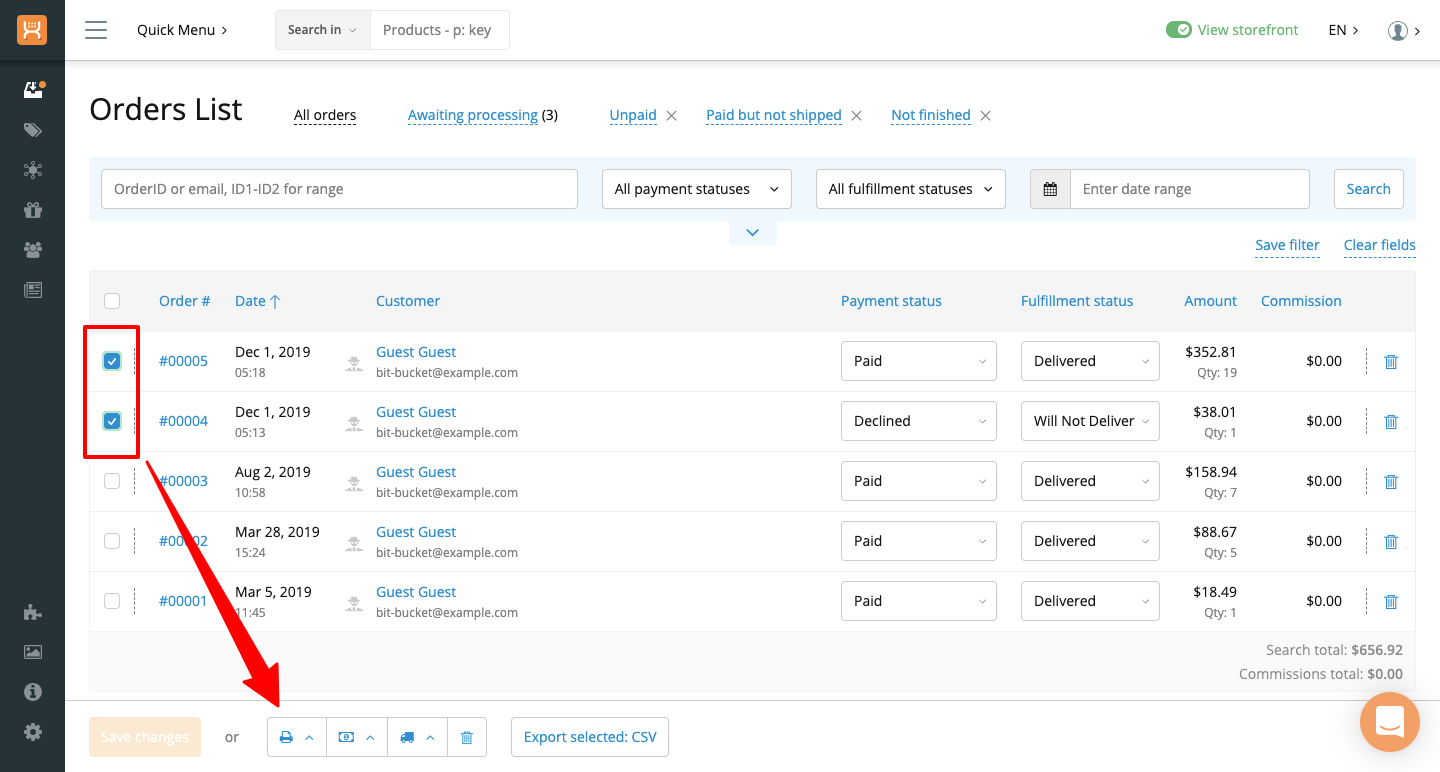 Quick Menu
Search in
Products - p: key
View storefront
EN
Orders List
All orders
Awaiting processing (3)
Unpaid
Paid but not shipped
Not finished
OrderID or email, ID1-ID2 for range
All payment statuses
All fulfillment statuses
Enter date range
Search
Save filter
Clear fields
Order #
Date
Customer
Payment status
Fulfillment status
Amount
Commission
#00005
Dec 1, 2019
05:18
Guest Guest
bit-bucket@example.com
Paid
Delivered
$352.81
Qty: 19
$0.00
#00004
Dec 1, 2019
05:13
Guest Guest
bit-bucket@example.com
Declined
Will Not Deliver
$38.01
Qty: 1
$0.00
#00003
Aug 2, 2019
10:58
Guest Guest
bit-bucket@example.com
Paid
Delivered
$158.94
Qty: 7
$0.00
#00002
Mar 28, 2019
15:24
Guest Guest
bit-bucket@example.com
Paid
Delivered
$88.67
Qty: 5
$0.00
#00001
Mar 5, 2019
11:45
Guest Guest
bit-bucket@example.com
Paid
Delivered
$18.49
Qty: 1
$0.00
Search total: $656.92
Commissions total: $0.00
Save changes
or
Export selected: CSV